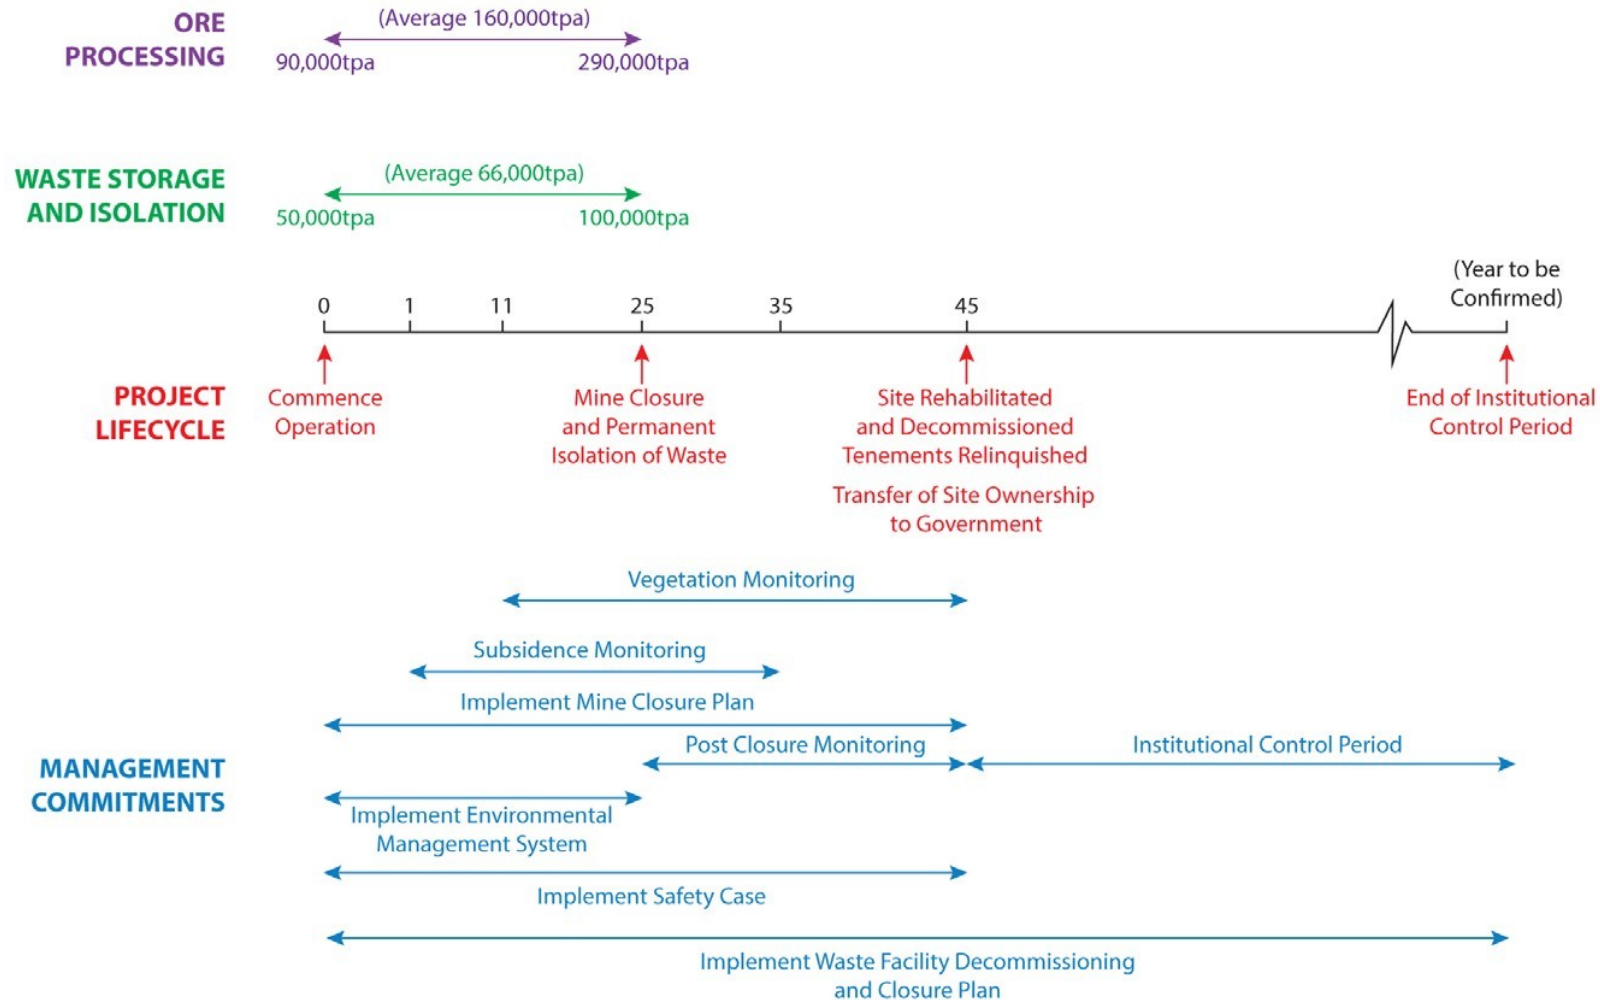 ORE
PROCESSING
(Average 160,000tpa)
90,000tpa
290,000tpa
WASTE STORAGE
AND ISOLATION
(Average 66,000tpa)
50,000tpa
100,000tpa
(Year to be
Confirmed)
0
1
11
25
35
45
PROJECT
LIFECYCLE
Commence
Operation
Mine Closure
and Permanent
Isolation of Waste
Site Rehabilitated
and Decommissioned
Tenements Relinquished
Transfer of Site Ownership
to Government
End of Institutional
Control Period
MANAGEMENT
COMMITMENTS
Vegetation Monitoring
Subsidence Monitoring
Implement Mine Closure Plan
Post Closure Monitoring
Institutional Control Period
Implement Environmental
Management System
Implement Safety Case
Implement Waste Facility Decommissioning
and Closure Plan